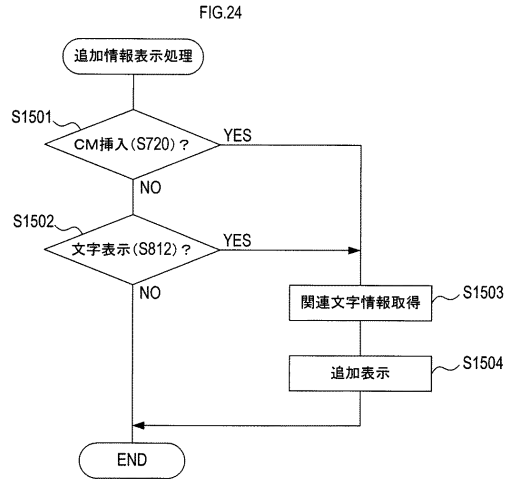 FIG.24
追加情報表示処理
S1501
CM挿入(S720)?
YES
NO
S1502
文字表示(S812)?
YES
NO
関連文字情報取得
S1503
追加表示
S1504
END